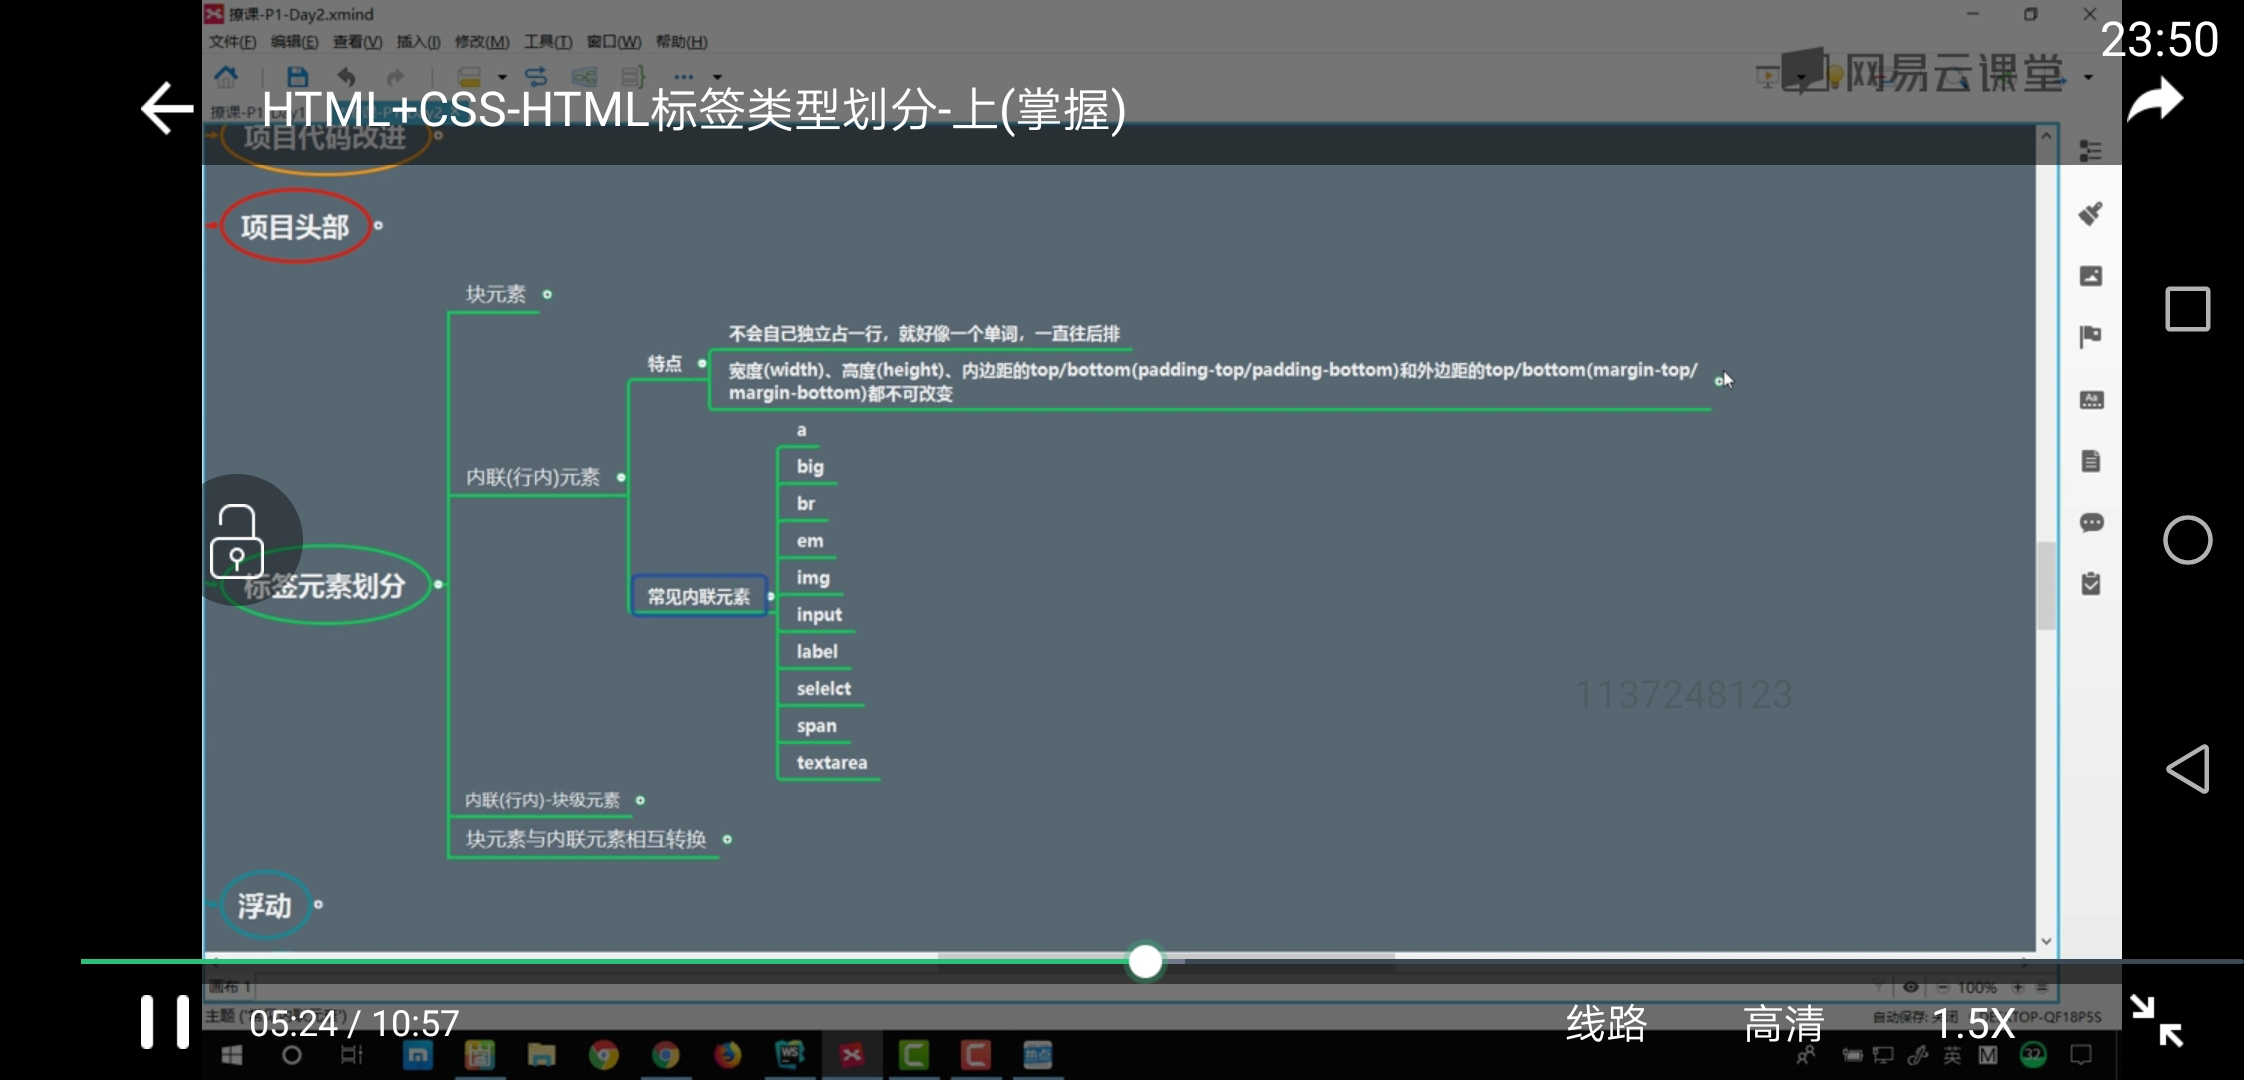 撩课-P1-Day2.xmind
23:50
文件(F) 编辑(E) 查看(V) 插入(I) 修改(M) 工具(T) 窗口(W) 帮助(H)
网易云课堂
HTML+CSS-HTML标签类型划分-上(掌握)
项目代码改进
项目头部
块元素
不会自己独立占一行，就好像一个单词，一直往后排
特点
宽度(width)、高度(height)、内边距的top/bottom(padding-top/padding-bottom)和外边距的top/bottom(margin-top/
margin-bottom)都不可改变
a
big
内联(行内)元素
br
em
img
标签元素划分
常见内联元素
input
label
selelct
1137248123
span
textarea
内联(行内)-块级元素
块元素与内联元素相互转换
浮动
画布 1
100%
05:24 / 10:57
线路 高清 1.5X
英
32